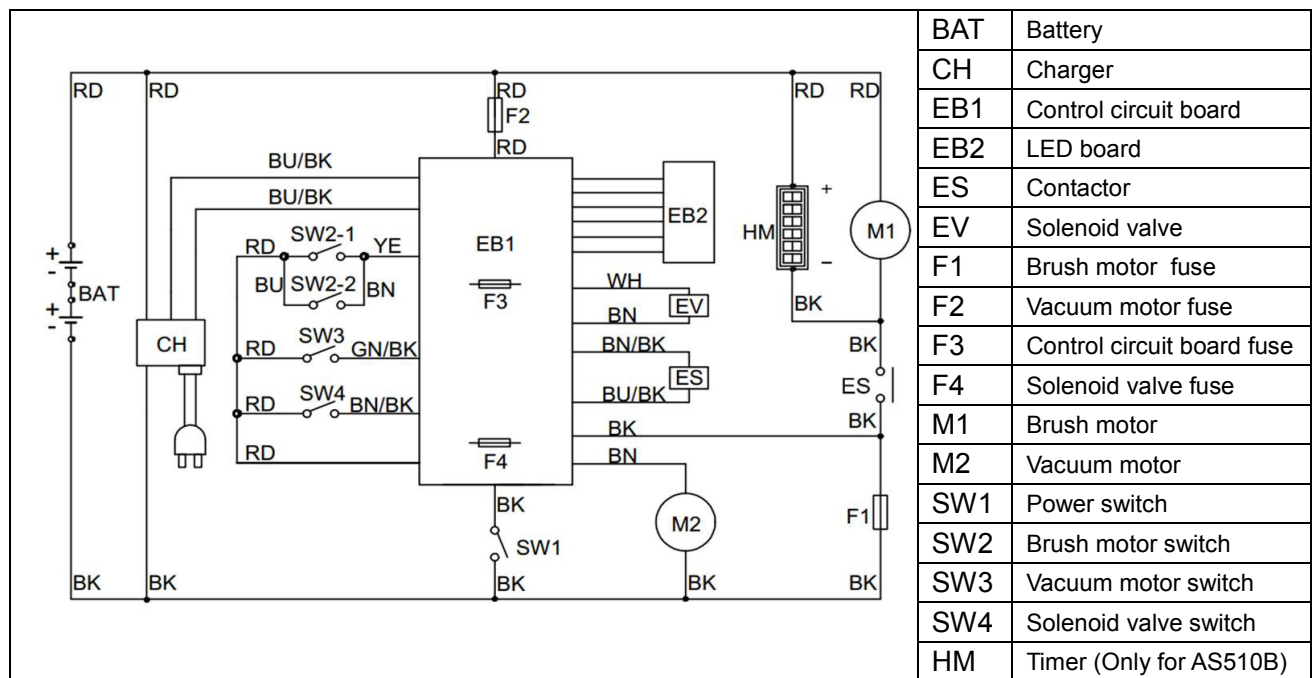 RD RD RD RD RD
F2
RD
BU/BK
BU/BK
SW2-1
RD YE
EB1
EB2
HM
+
M1
BU SW2-2 BN
+
-
BAT
+
-
F3
WH
EV
BN
−
BK
CH
RD SW3 GN/BK
BN/BK
ES
BU/BK
BK
ES
RD SW4 BN/BK
BK
BK
RD
F4
BN
BK
SW1
M2
F1
BK BK BK BK BK
BAT Battery
CH Charger
EB1 Control circuit board
EB2 LED board
ES Contactor
EV Solenoid valve
F1 Brush motor fuse
F2 Vacuum motor fuse
F3 Control circuit board fuse
F4 Solenoid valve fuse
M1 Brush motor
M2 Vacuum motor
SW1 Power switch
SW2 Brush motor switch
SW3 Vacuum motor switch
SW4 Solenoid valve switch
HM Timer (Only for AS510B)